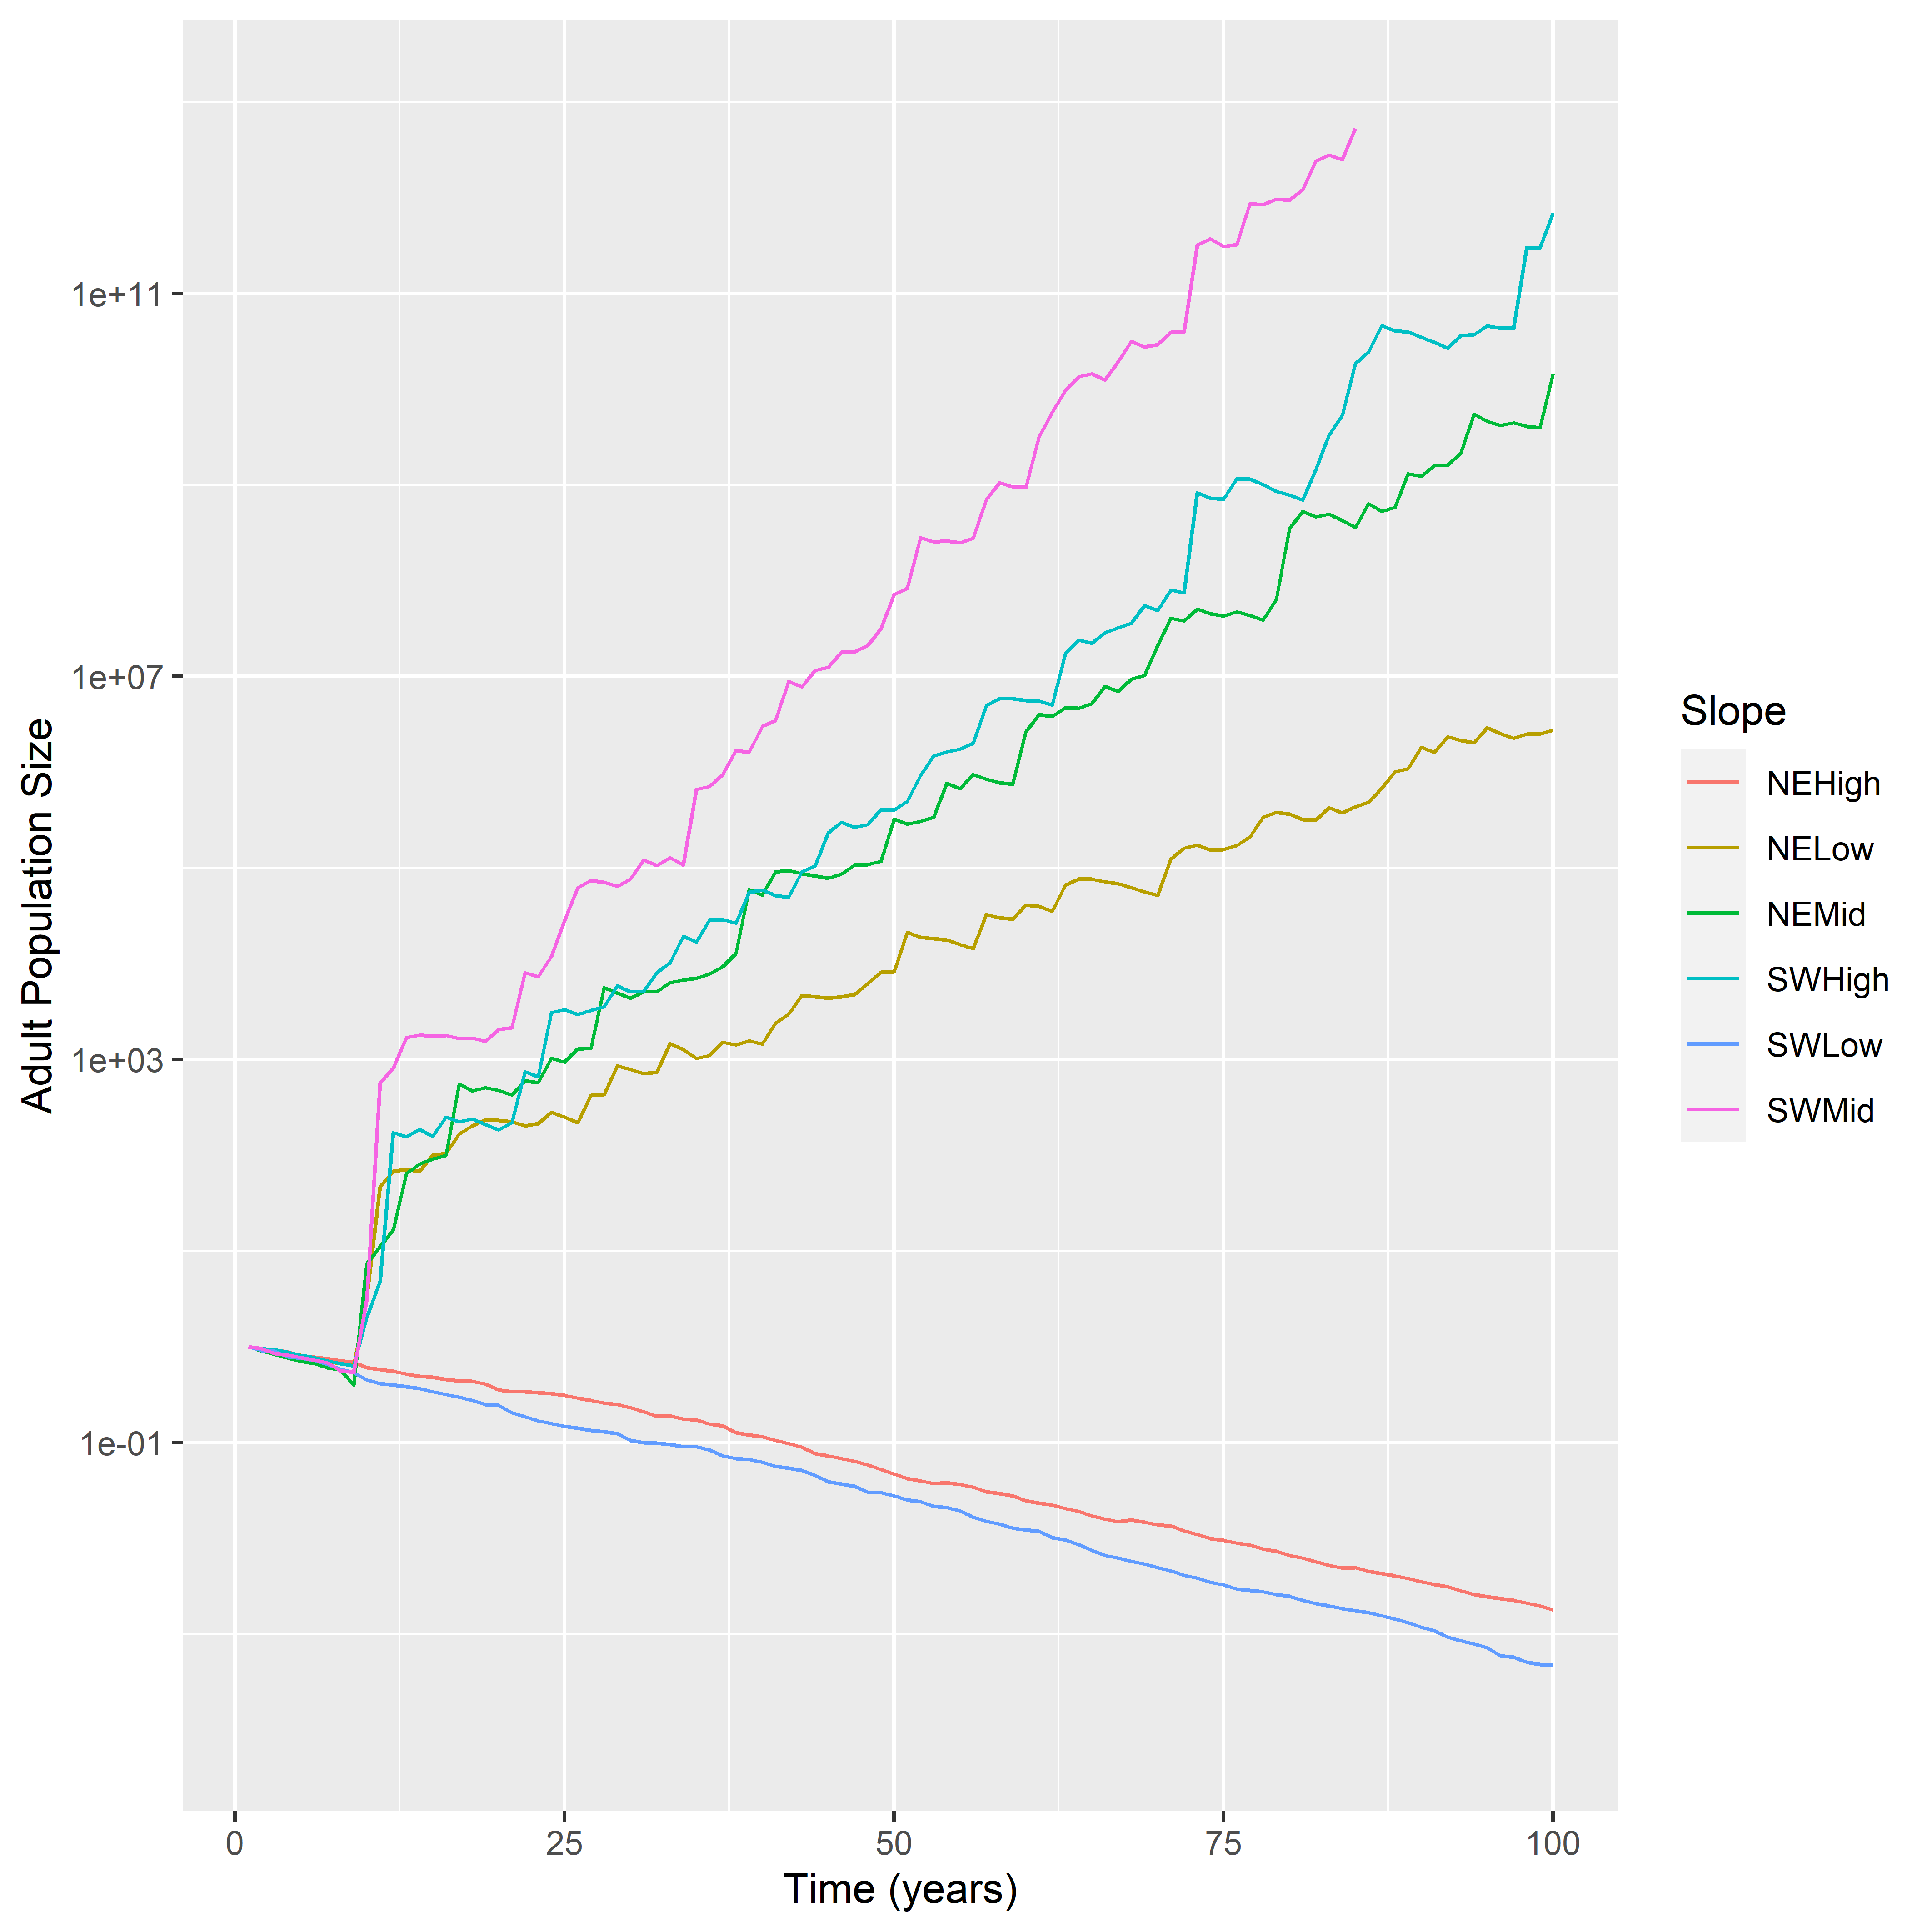 Adult Population Size
1e+11
1e+07
1e+03
1e-01
0 25 50 75 100
Time (years)
Slope
NEHigh
NELow
NEMid
SWHigh
SWLow
SWMid